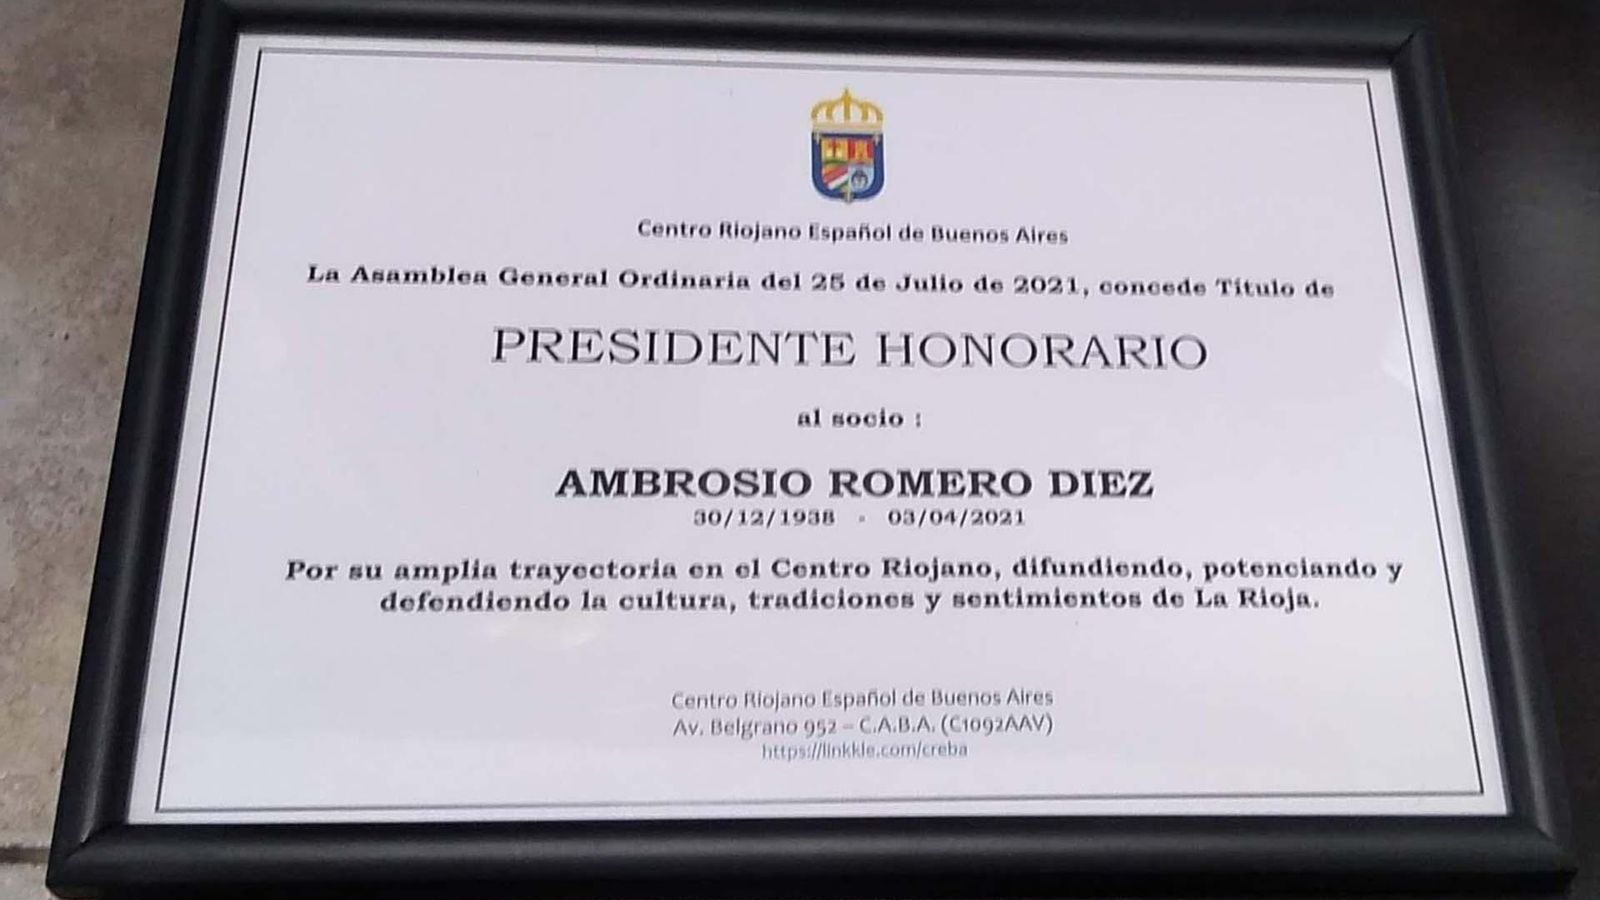 Centro Riojano Español de Buenos Aires
La Asamblea General Ordinaria del 25 de Julio de 2021, concede Título de
PRESIDENTE HONORARIO
al socio :
AMBROSIO ROMERO DIEZ
30/12/1938 - 03/04/2021
Por su amplia trayectoria en el Centro Riojano, difundiendo, potenciando y
defendiendo la cultura, tradiciones y sentimientos de La Rioja.
Centro Riojano Español de Buenos Aires
Av. Belgrano 952 – C.A.B.A. (C1092AAV)
https://linkkle.com/creba